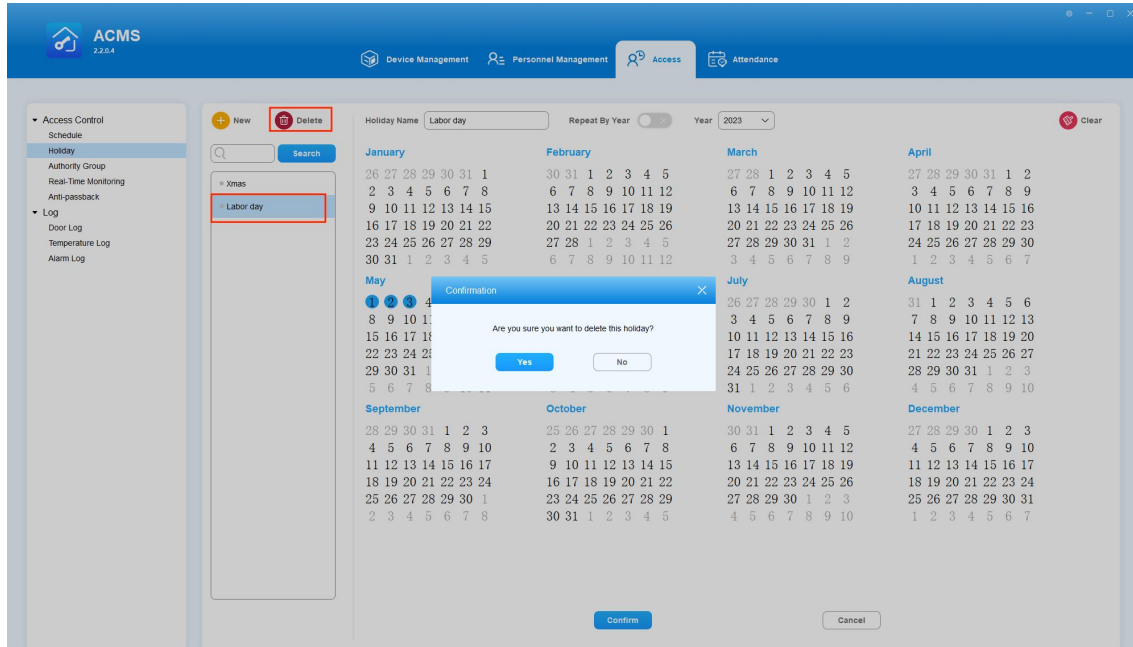 ACMS
2.2.0.4
Device Management
Personnel Management
Access
Attendance
Access Control
Schedule
Holiday
Authority Group
Real-Time Monitoring
Anti-passback
Log
Door Log
Temperature Log
Alarm Log
New
Delete
Search
Xmas
Labor day
Holiday Name Labor day
Repeat By Year
Year 2023
Clear
January
26 27 28 29 30 31 1
2 3 4 5 6 7 8
9 10 11 12 13 14 15
16 17 18 19 20 21 22
23 24 25 26 27 28 29
30 31 1 2 3 4 5
February
30 31 1 2 3 4 5
6 7 8 9 10 11 12
13 14 15 16 17 18 19
20 21 22 23 24 25 26
27 28 1 2 3 4 5
6 7 8 9 10 11 12
March
27 28 1 2 3 4 5
6 7 8 9 10 11 12
13 14 15 16 17 18 19
20 21 22 23 24 25 26
27 28 29 30 31 1 2
3 4 5 6 7 8 9
April
27 28 29 30 31 1 2
3 4 5 6 7 8 9
10 11 12 13 14 15 16
17 18 19 20 21 22 23
24 25 26 27 28 29 30
1 2 3 4 5 6 7
May
1 2 3 4
8 9 10
15 16 17
22 23 24
29 30 31
5 6 7 8
Confirmation
Are you sure you want to delete this holiday?
Yes
No
July
26 27 28 29 30 1 2
3 4 5 6 7 8 9
10 11 12 13 14 15 16
17 18 19 20 21 22 23
24 25 26 27 28 29 30
31 1 2 3 4 5 6
August
31 1 2 3 4 5 6
7 8 9 10 11 12 13
14 15 16 17 18 19 20
21 22 23 24 25 26 27
28 29 30 31 1 2 3
4 5 6 7 8 9 10
September
28 29 30 31 1 2 3
4 5 6 7 8 9 10
11 12 13 14 15 16 17
18 19 20 21 22 23 24
25 26 27 28 29 30 1
2 3 4 5 6 7 8
October
25 26 27 28 29 30 1
2 3 4 5 6 7 8
9 10 11 12 13 14 15
16 17 18 19 20 21 22
23 24 25 26 27 28 29
30 31 1 2 3 4 5
November
30 31 1 2 3 4 5
6 7 8 9 10 11 12
13 14 15 16 17 18 19
20 21 22 23 24 25 26
27 28 29 30 1 2 3
4 5 6 7 8 9 10
December
27 28 29 30 1 2 3
4 5 6 7 8 9 10
11 12 13 14 15 16 17
18 19 20 21 22 23 24
25 26 27 28 29 30 31
1 2 3 4 5 6 7
Confirm
Cancel